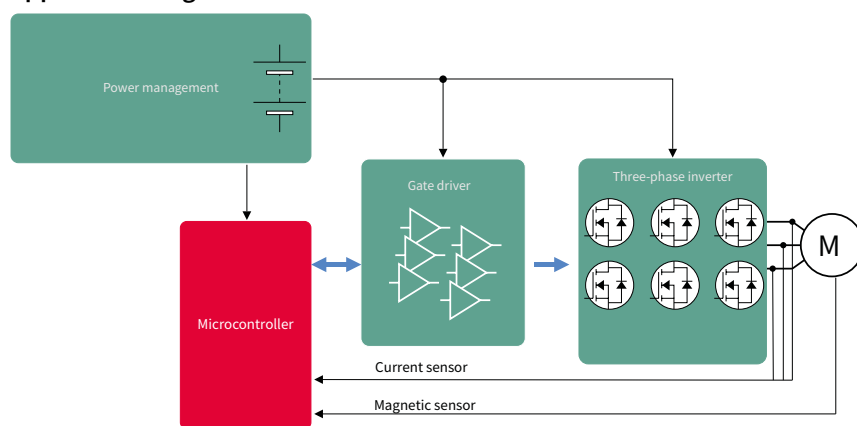 Power management
Gate driver
Three-phase inverter
M
Microcontroller
Current sensor
Magnetic sensor